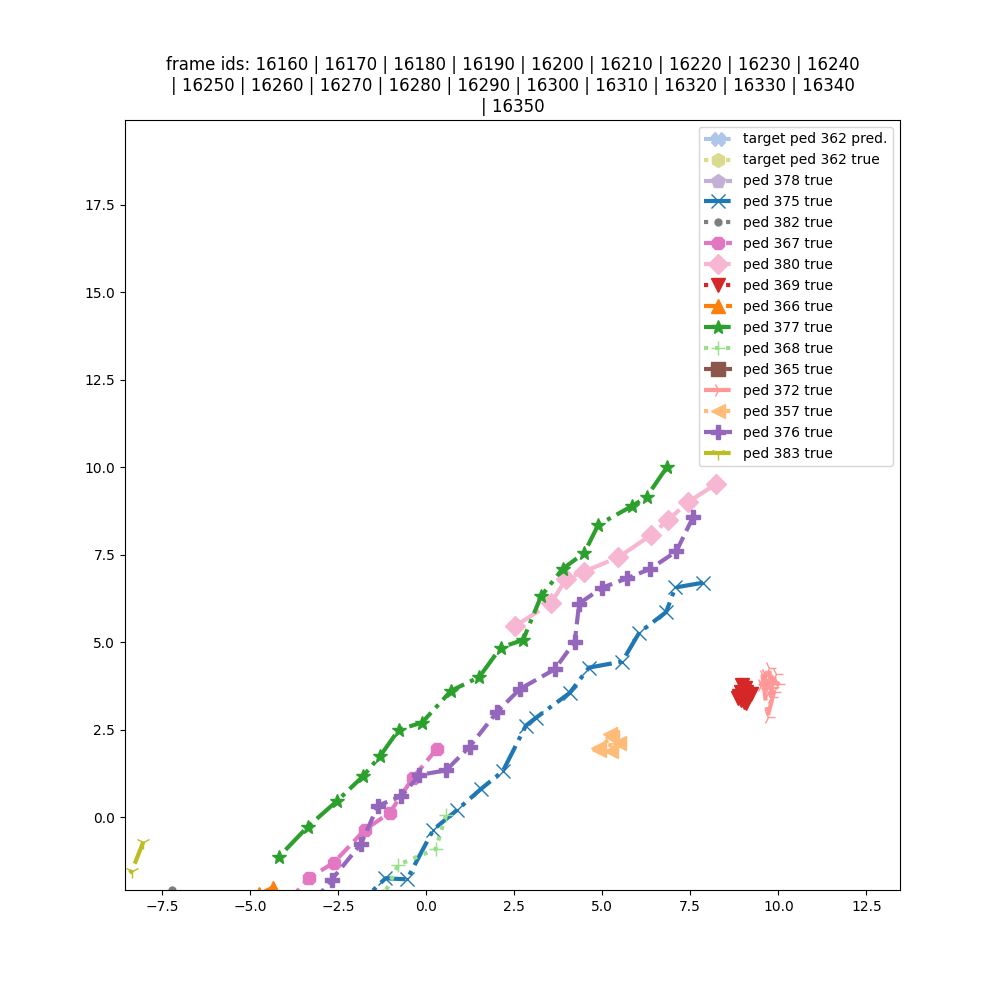 frame ids: 16160 | 16170 | 16180 | 16190 | 16200 | 16210 | 16220 | 16230 | 16240
| 16250 | 16260 | 16270 | 16280 | 16290 | 16300 | 16310 | 16320 | 16330 | 16340
| 16350
target ped 362 pred.
target ped 362 true
ped 378 true
ped 375 true
ped 382 true
ped 367 true
ped 380 true
ped 369 true
ped 366 true
ped 377 true
ped 368 true
ped 365 true
ped 372 true
ped 357 true
ped 376 true
ped 383 true
17.5
15.0
12.5
10.0
7.5
5.0
2.5
0.0
−7.5
−5.0
−2.5
0.0
2.5
5.0
7.5
10.0
12.5